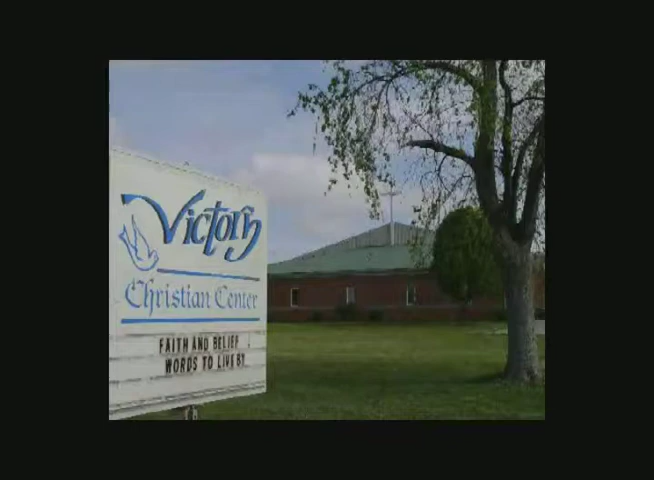 Victory
Christian Center
FAITH AND BELIEF
WORDS TO LIVE BY